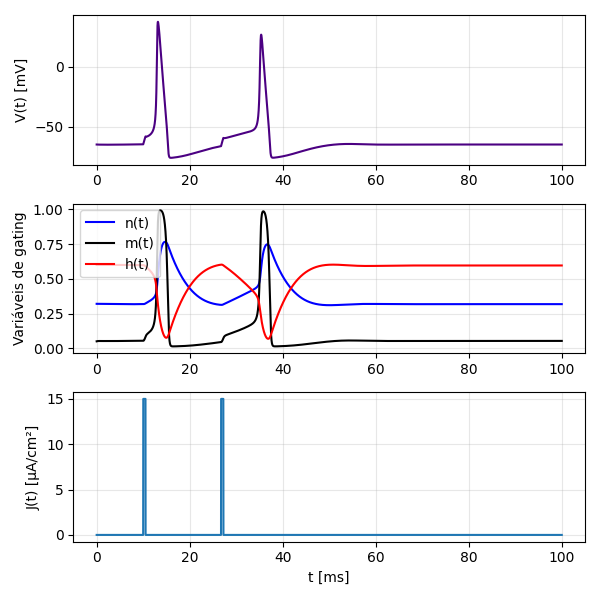 V(t) [mV]
0
−50
0 20 40 60 80 100
Variáveis de gating
1.00
0.75
0.50
0.25
0.00
n(t)
m(t)
h(t)
0 20 40 60 80 100
J(t) [μA/cm²]
15
10
5
0
0 20 40 60 80 100
t [ms]